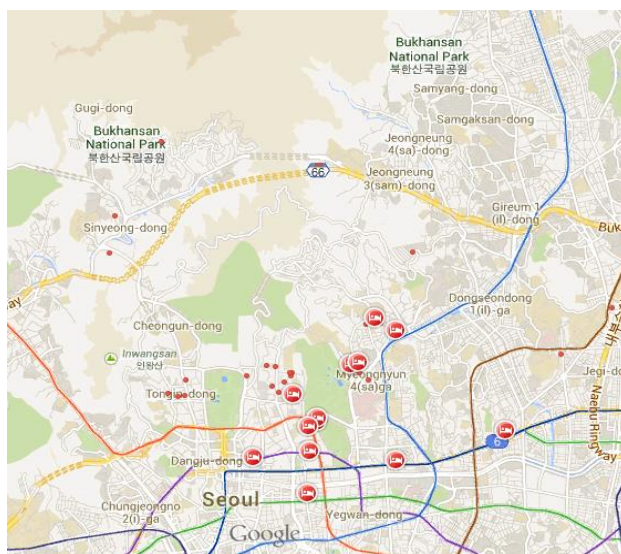 Bukhansan
National Park
북한산국립공원
Samyang-dong
Gugi-dong
Samgaksan-dong
Bukhansan
National Park
북한산국립공원
Jeongneung
4(sa)-dong
66
Jeongneung
3(sam)-dong
Gireum 1
(il)-dong
Sinyeong-dong
Buk
way
Dongseondong
1(il)-ga
Cheongun-dong
Inwangsan
인왕산
Myeongnyun
4(sa)ga
Jegi-d
Naebu Ringway
6
Dangju-dong
Chungjeongno
2(i)-ga
Seoul
Yegwan-dong
Google